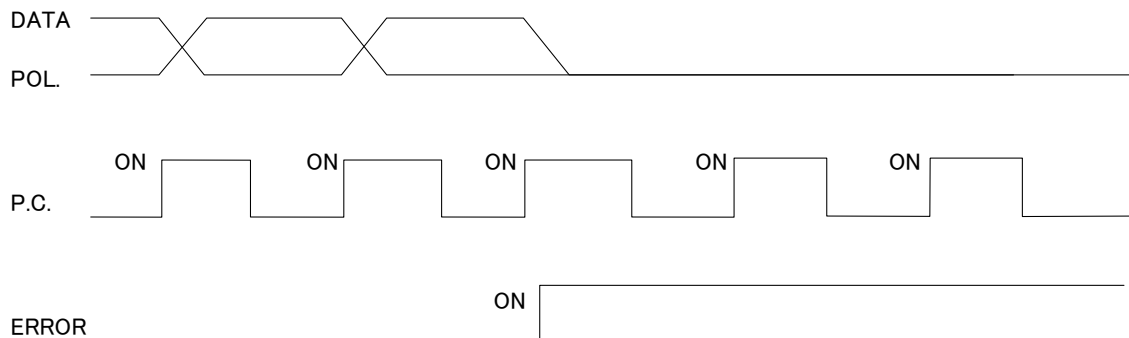 DATA
POL.
ON ON ON ON ON
P.C.
ON
ERROR